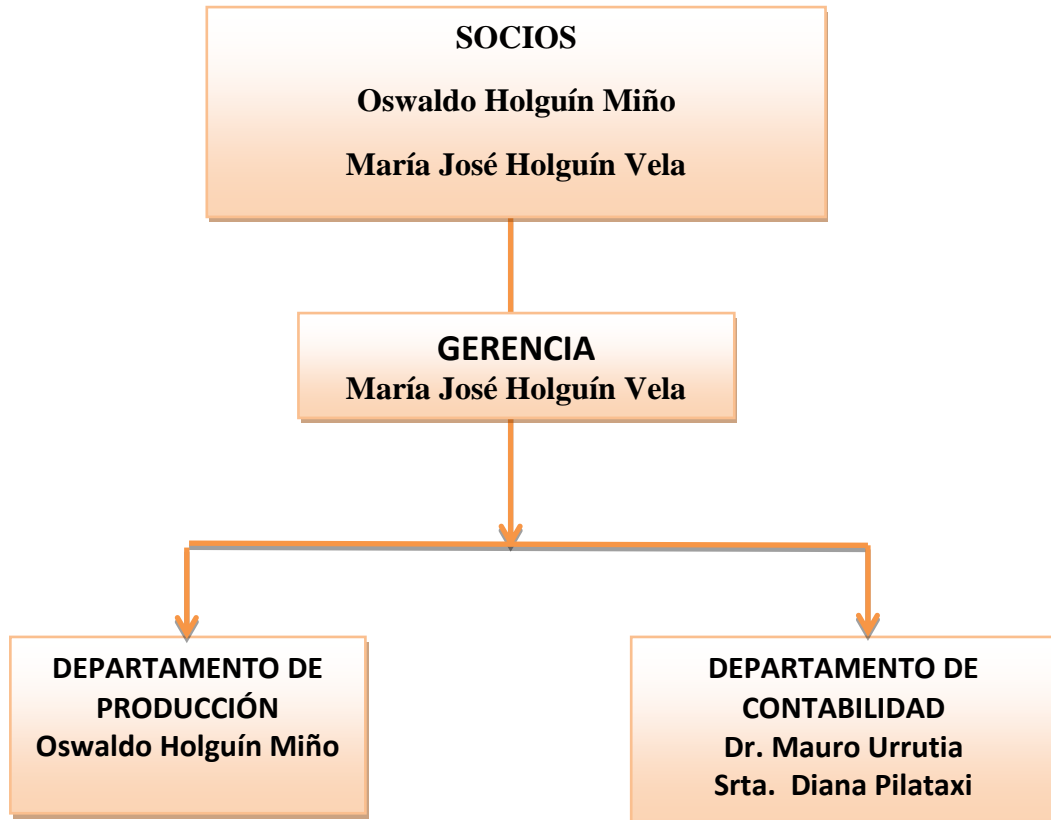 SOCIOS
Oswaldo Holguín Miño
María José Holguín Vela
GERENCIA
María José Holguín Vela
DEPARTAMENTO DE
PRODUCCIÓN
Oswaldo Holguín Miño
DEPARTAMENTO DE
CONTABILIDAD
Dr. Mauro Urrutia
Srta. Diana Pilataxi